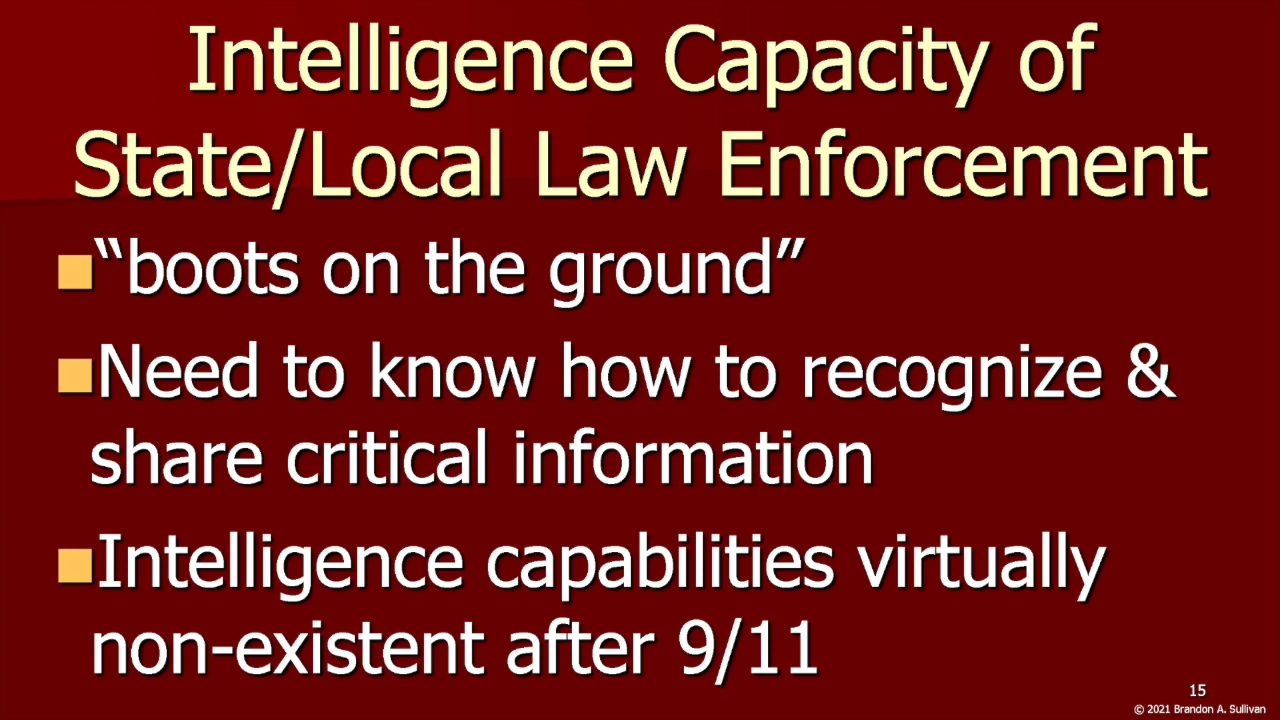 Intelligence Capacity of
State/Local Law Enforcement
“boots on the ground”
Need to know how to recognize &
share critical information
Intelligence capabilities virtually
non-existent after 9/11
15
© 2021 Brandon A. Sullivan